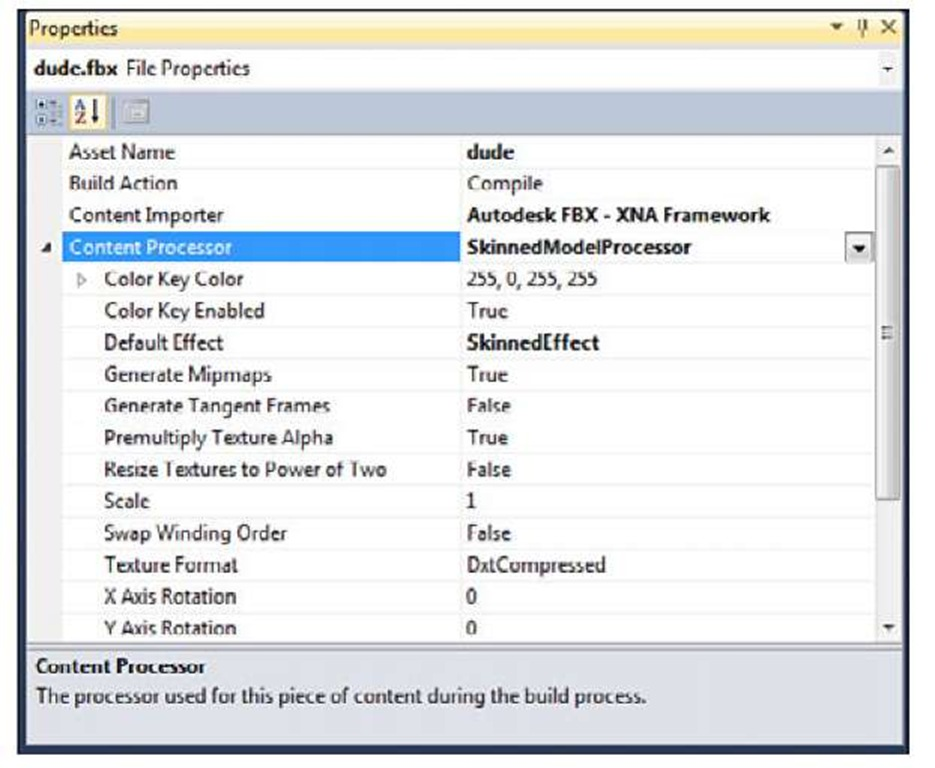 Properties
dude.fbx File Properties
Asset Name dude
Build Action Compile
Content Importer Autodesk FBX - XNA Framework
Content Processor SkinnedModelProcessor
Color Key Color 255, 0, 255, 255
Color Key Enabled True
Default Effect SkinnedEffect
Generate Mipmaps True
Generate Tangent Frames False
Premultiply Texture Alpha True
Resize Textures to Power of Two False
Scale 1
Swap Winding Order False
Texture Format DxtCompressed
X Axis Rotation 0
Y Axis Rotation 0
Content Processor
The processor used for this piece of content during the build process.